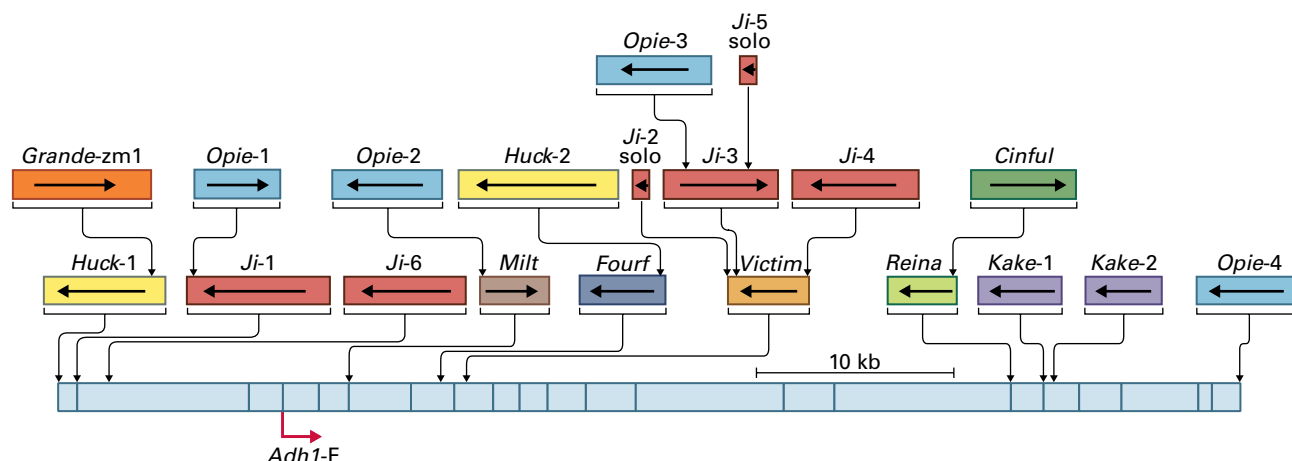 Ji-5
Opie-3 solo
Ji-2
Grande-zm1 Opie-1 Opie-2 Huck-2 solo Ji-3 Ji-4 Cinful
Huck-1 Ji-1 Ji-6 Milt Fourf Victim Reina Kake-1 Kake-2 Opie-4
10 kb
Adh1-F